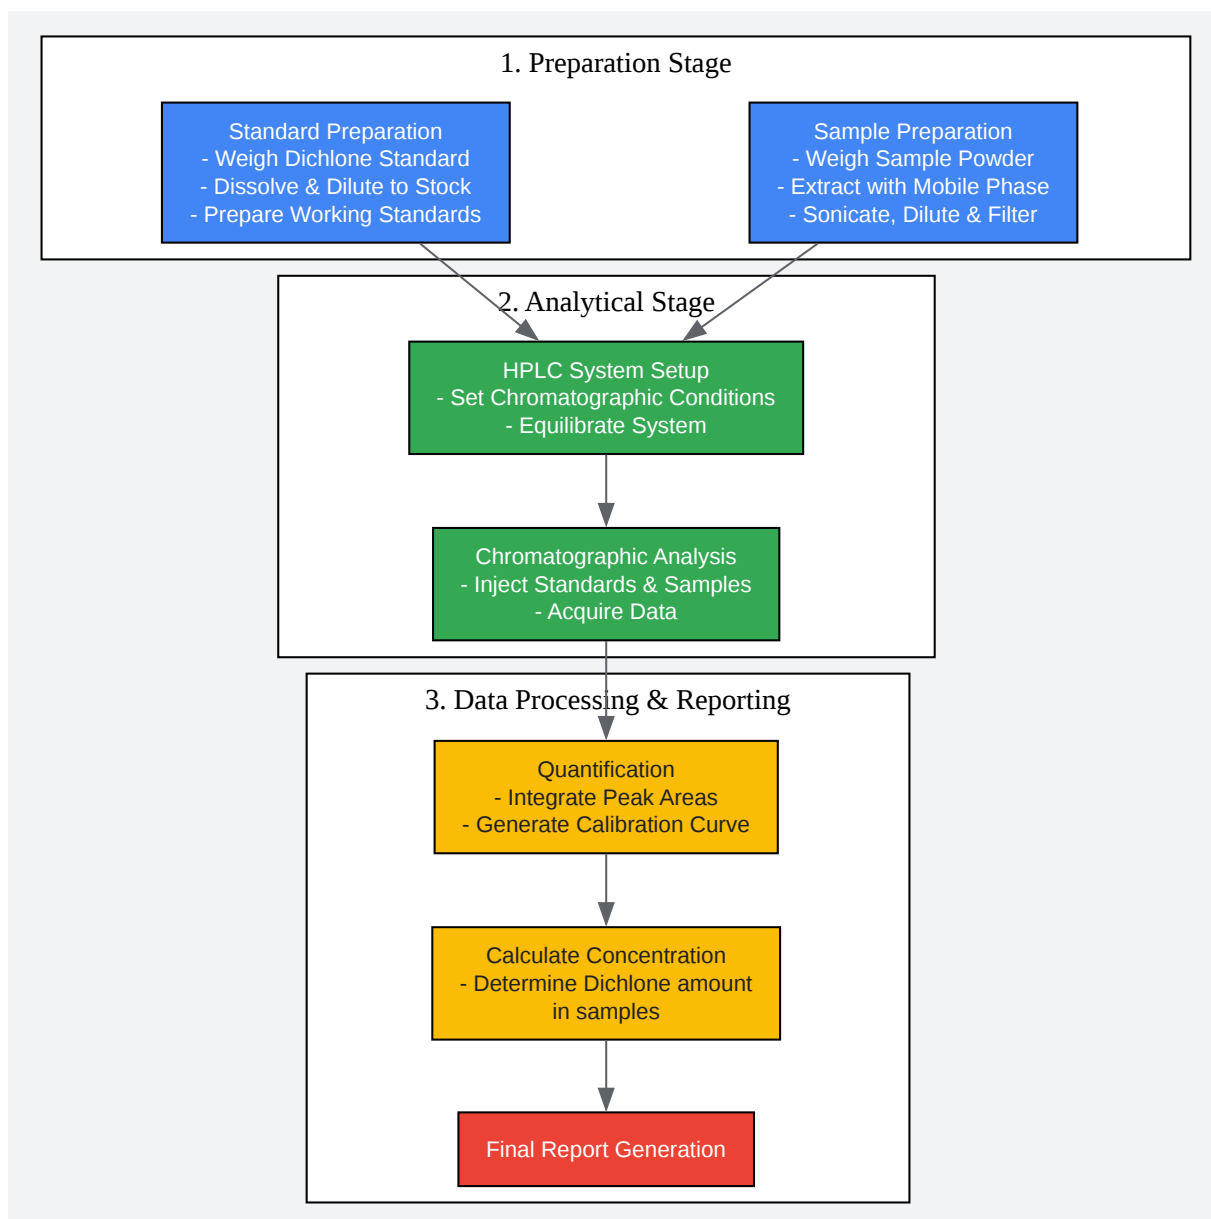 1. Preparation Stage
Standard Preparation
- Weigh Dichlone Standard
- Dissolve & Dilute to Stock
- Prepare Working Standards
Sample Preparation
- Weigh Sample Powder
- Extract with Mobile Phase
- Sonicate, Dilute & Filter
2. Analytical Stage
HPLC System Setup
- Set Chromatographic Conditions
- Equilibrate System
Chromatographic Analysis
- Inject Standards & Samples
- Acquire Data
3. Data Processing & Reporting
Quantification
- Integrate Peak Areas
- Generate Calibration Curve
Calculate Concentration
- Determine Dichlone amount
in samples
Final Report Generation